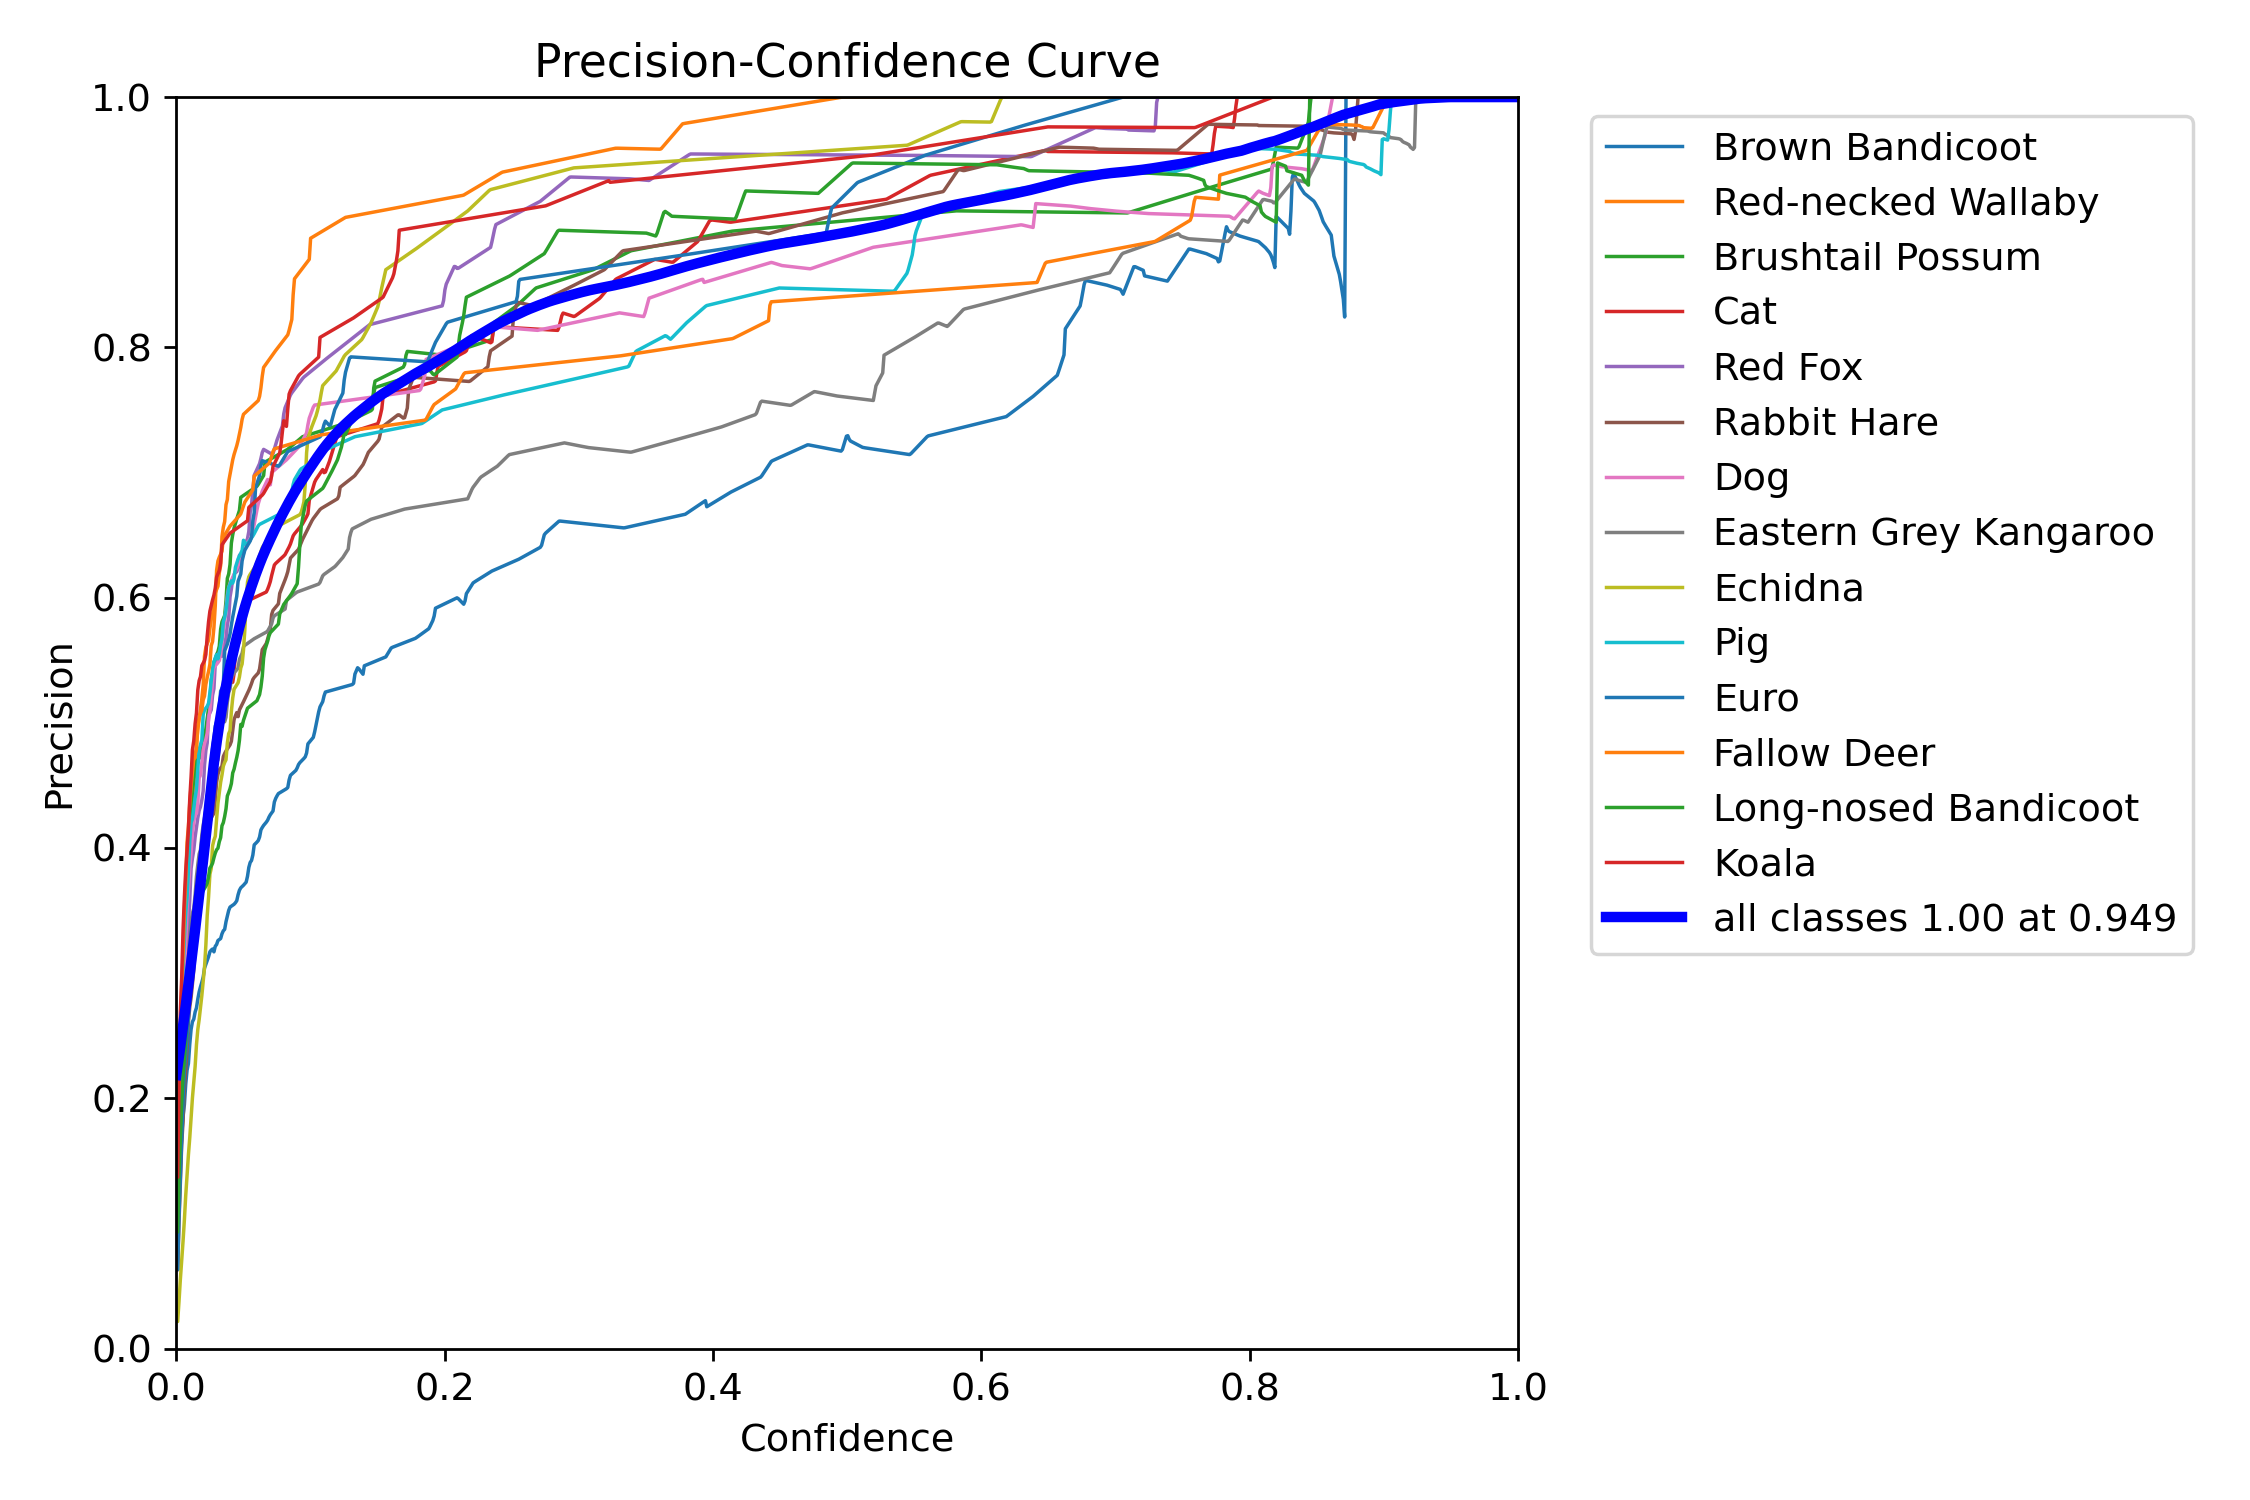 Precision-Confidence Curve
1.0
0.8
0.6
0.4
0.2
0.0
Precision
0.0 0.2 0.4 0.6 0.8 1.0
Confidence
Brown Bandicoot
Red-necked Wallaby
Brushtail Possum
Cat
Red Fox
Rabbit Hare
Dog
Eastern Grey Kangaroo
Echidna
Pig
Euro
Fallow Deer
Long-nosed Bandicoot
Koala
all classes 1.00 at 0.949